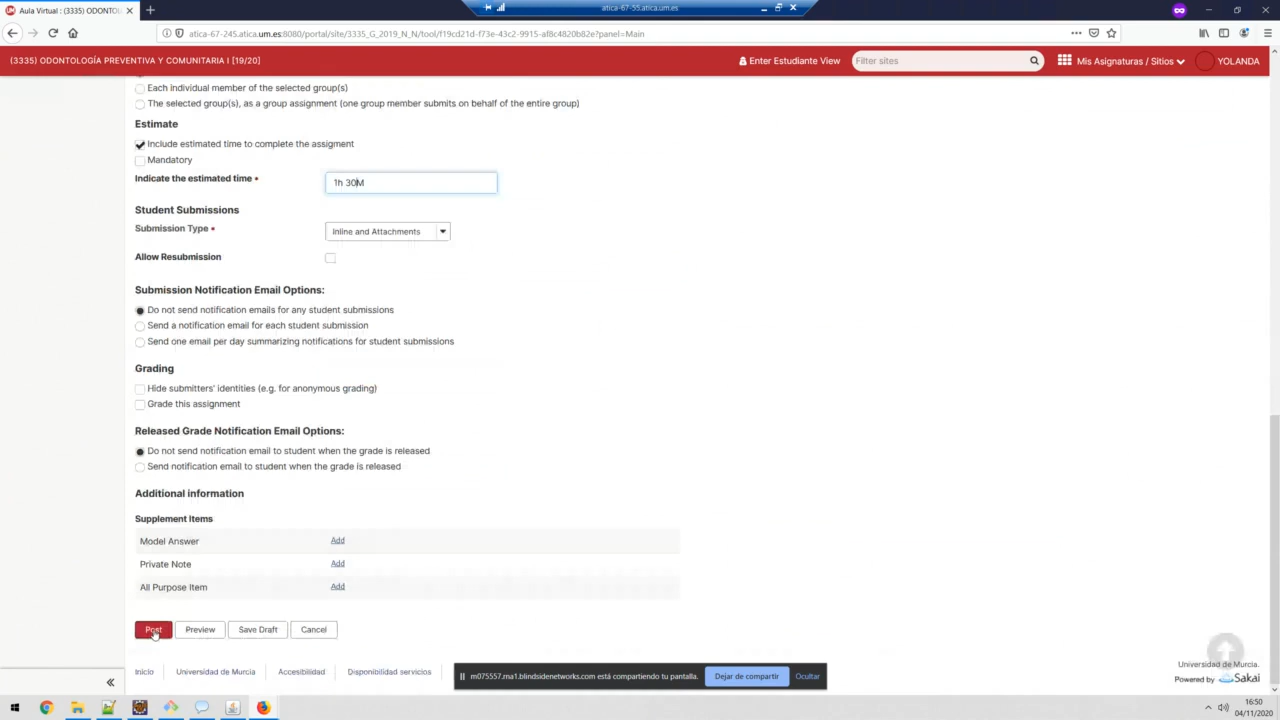 Aula Virtual : (3335) ODONTOLO
atica-67-55.atica.um.es
atica-67-245.atica.um.es:8080/portal/site/3335_G_2019_N_N/tool/f19cd21d-f73e-43c2-9915-af8c4820b82e?panel=Main
(3335) ODONTOLOGÍA PREVENTIVA Y COMUNITARIA I [19/20]
Enter Estudiante View
Filter sites
Mis Asignaturas / Sitios
YOLANDA
Each individual member of the selected group(s)
The selected group(s), as a group assignment (one group member submits on behalf of the entire group)
Estimate
Include estimated time to complete the assigment
Mandatory
Indicate the estimated time
1h 30M
Student Submissions
Submission Type
Inline and Attachments
Allow Resubmission
Submission Notification Email Options:
Do not send notification emails for any student submissions
Send a notification email for each student submission
Send one email per day summarizing notifications for student submissions
Grading
Hide submitters' identities (e.g. for anonymous grading)
Grade this assignment
Released Grade Notification Email Options:
Do not send notification email to student when the grade is released
Send notification email to student when the grade is released
Additional information
Supplement Items
Model Answer Add
Private Note Add
All Purpose Item Add
Post Preview Save Draft Cancel
Inicio Universidad de Murcia Accesibilidad Disponibilidad servicios
m075557.rna1.blindsidenetworks.com está compartiendo tu pantalla. Dejar de compartir Ocultar
Universidad de Murcia.
Powered by Sakai
16:50
04/11/2020